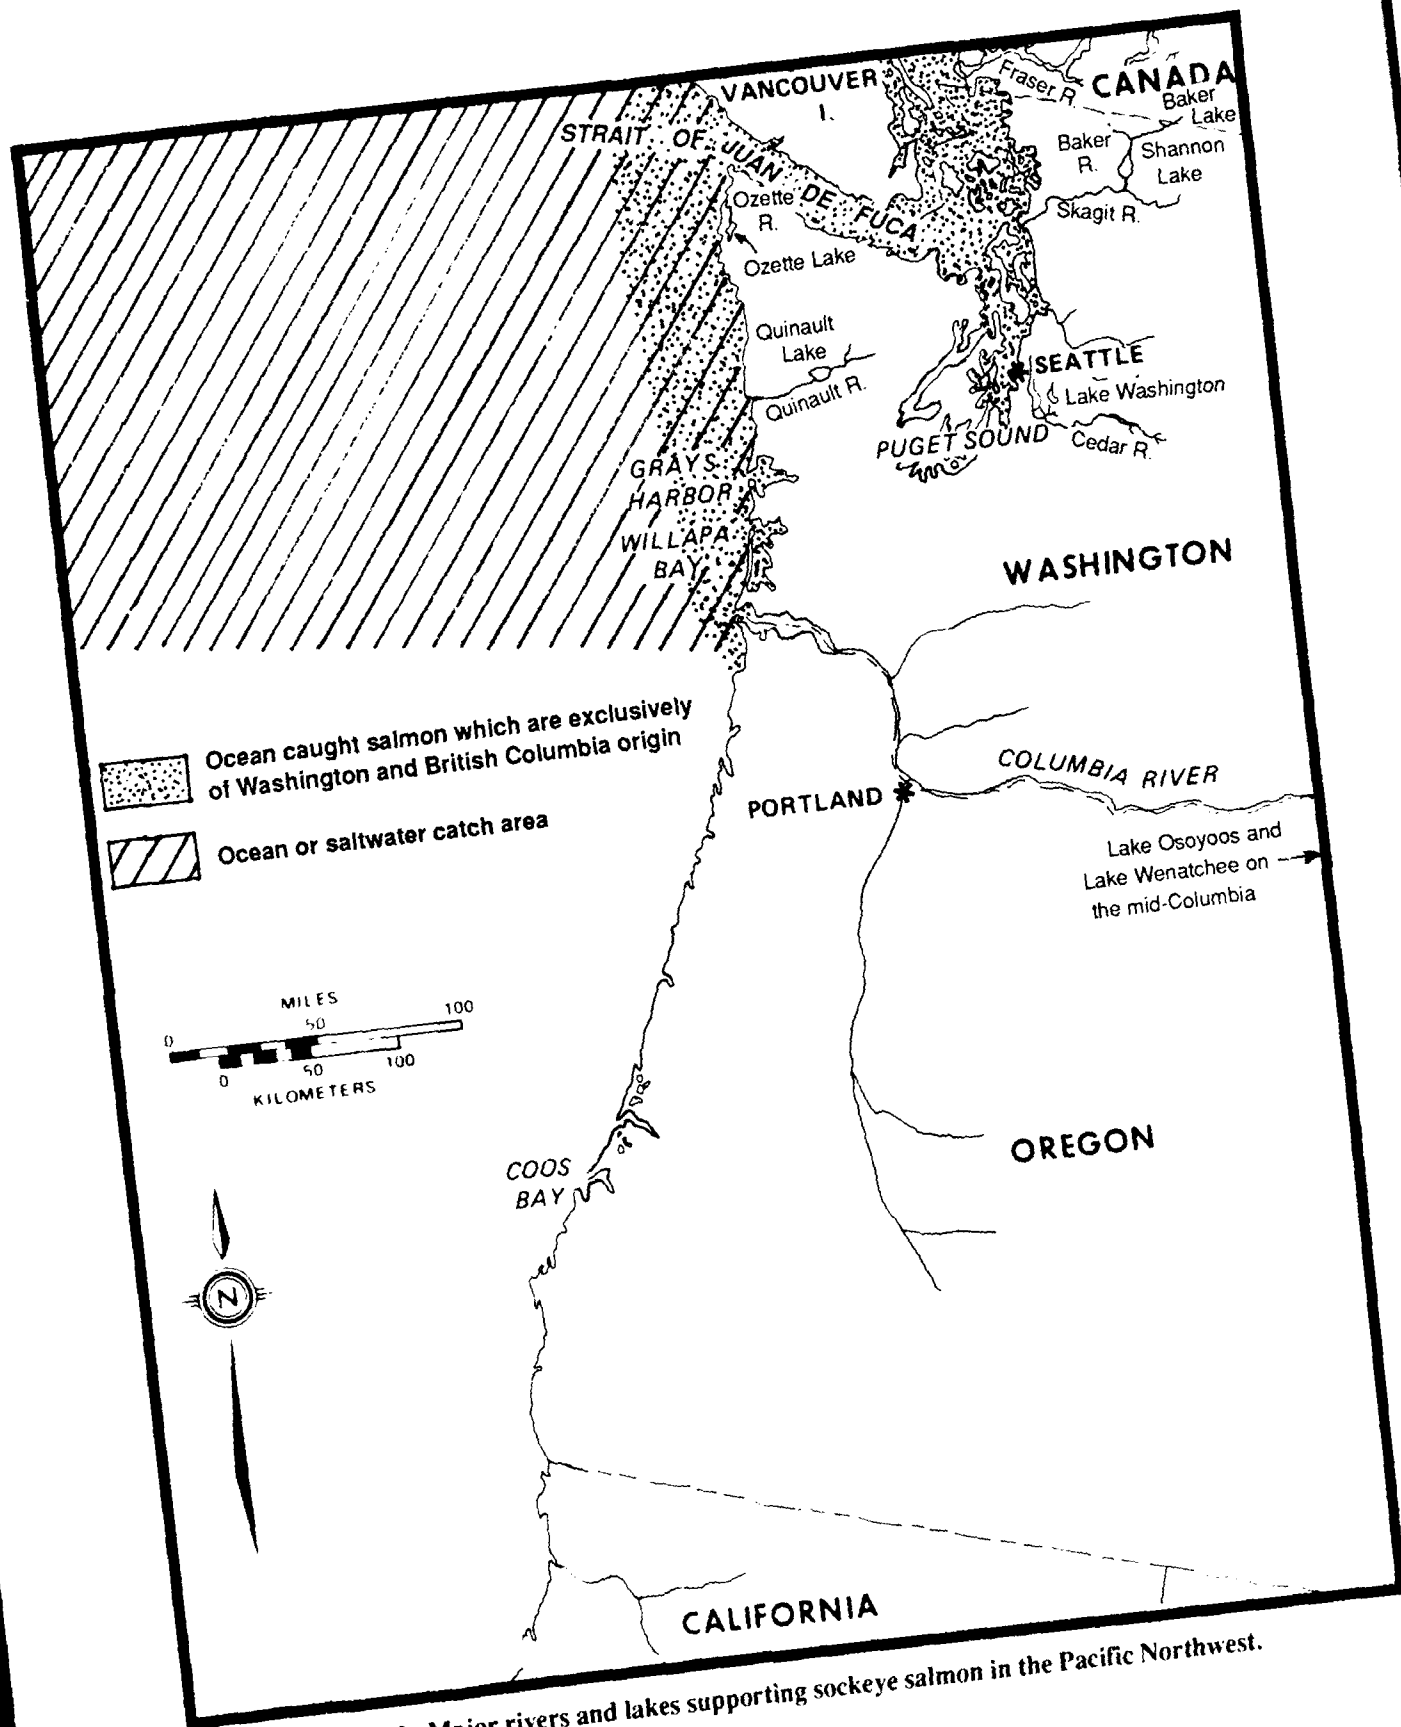 VANCOUVER
I.
Fraser R.
CANADA
Baker
Lake
Baker
R.
Shannon
Lake
Skagit R.
STRAIT OF JUAN DE FUCA
Ozette
R.
Ozette Lake
Quinault
Lake
Quinault R.
SEATTLE
Lake Washington
PUGET SOUND
Cedar R.
GRAYS
HARBOR
WILLAPA
BAY
WASHINGTON
Ocean caught salmon which are exclusively
of Washington and British Columbia origin
Ocean or saltwater catch area
COLUMBIA RIVER
PORTLAND
Lake Osoyoos and
Lake Wenatchee on
the mid-Columbia
MILES
0 50 100
0 50 100
KILOMETERS
COOS
BAY
OREGON
N
CALIFORNIA
Major rivers and lakes supporting sockeye salmon in the Pacific Northwest.